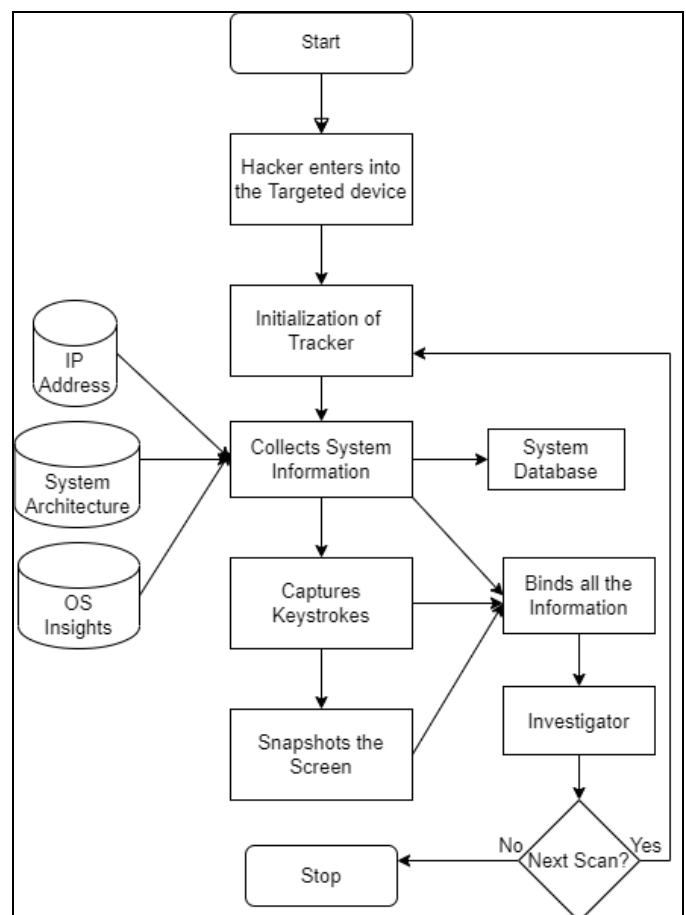 Start
Hacker enters into
the Targeted device
Initialization of
Tracker
IP
Address
Collects System
Information
System
Database
System
Architecture
Captures
Keystrokes
Binds all the
Information
OS
Insights
Snapshots the
Screen
Investigator
No
Next Scan?
Yes
Stop